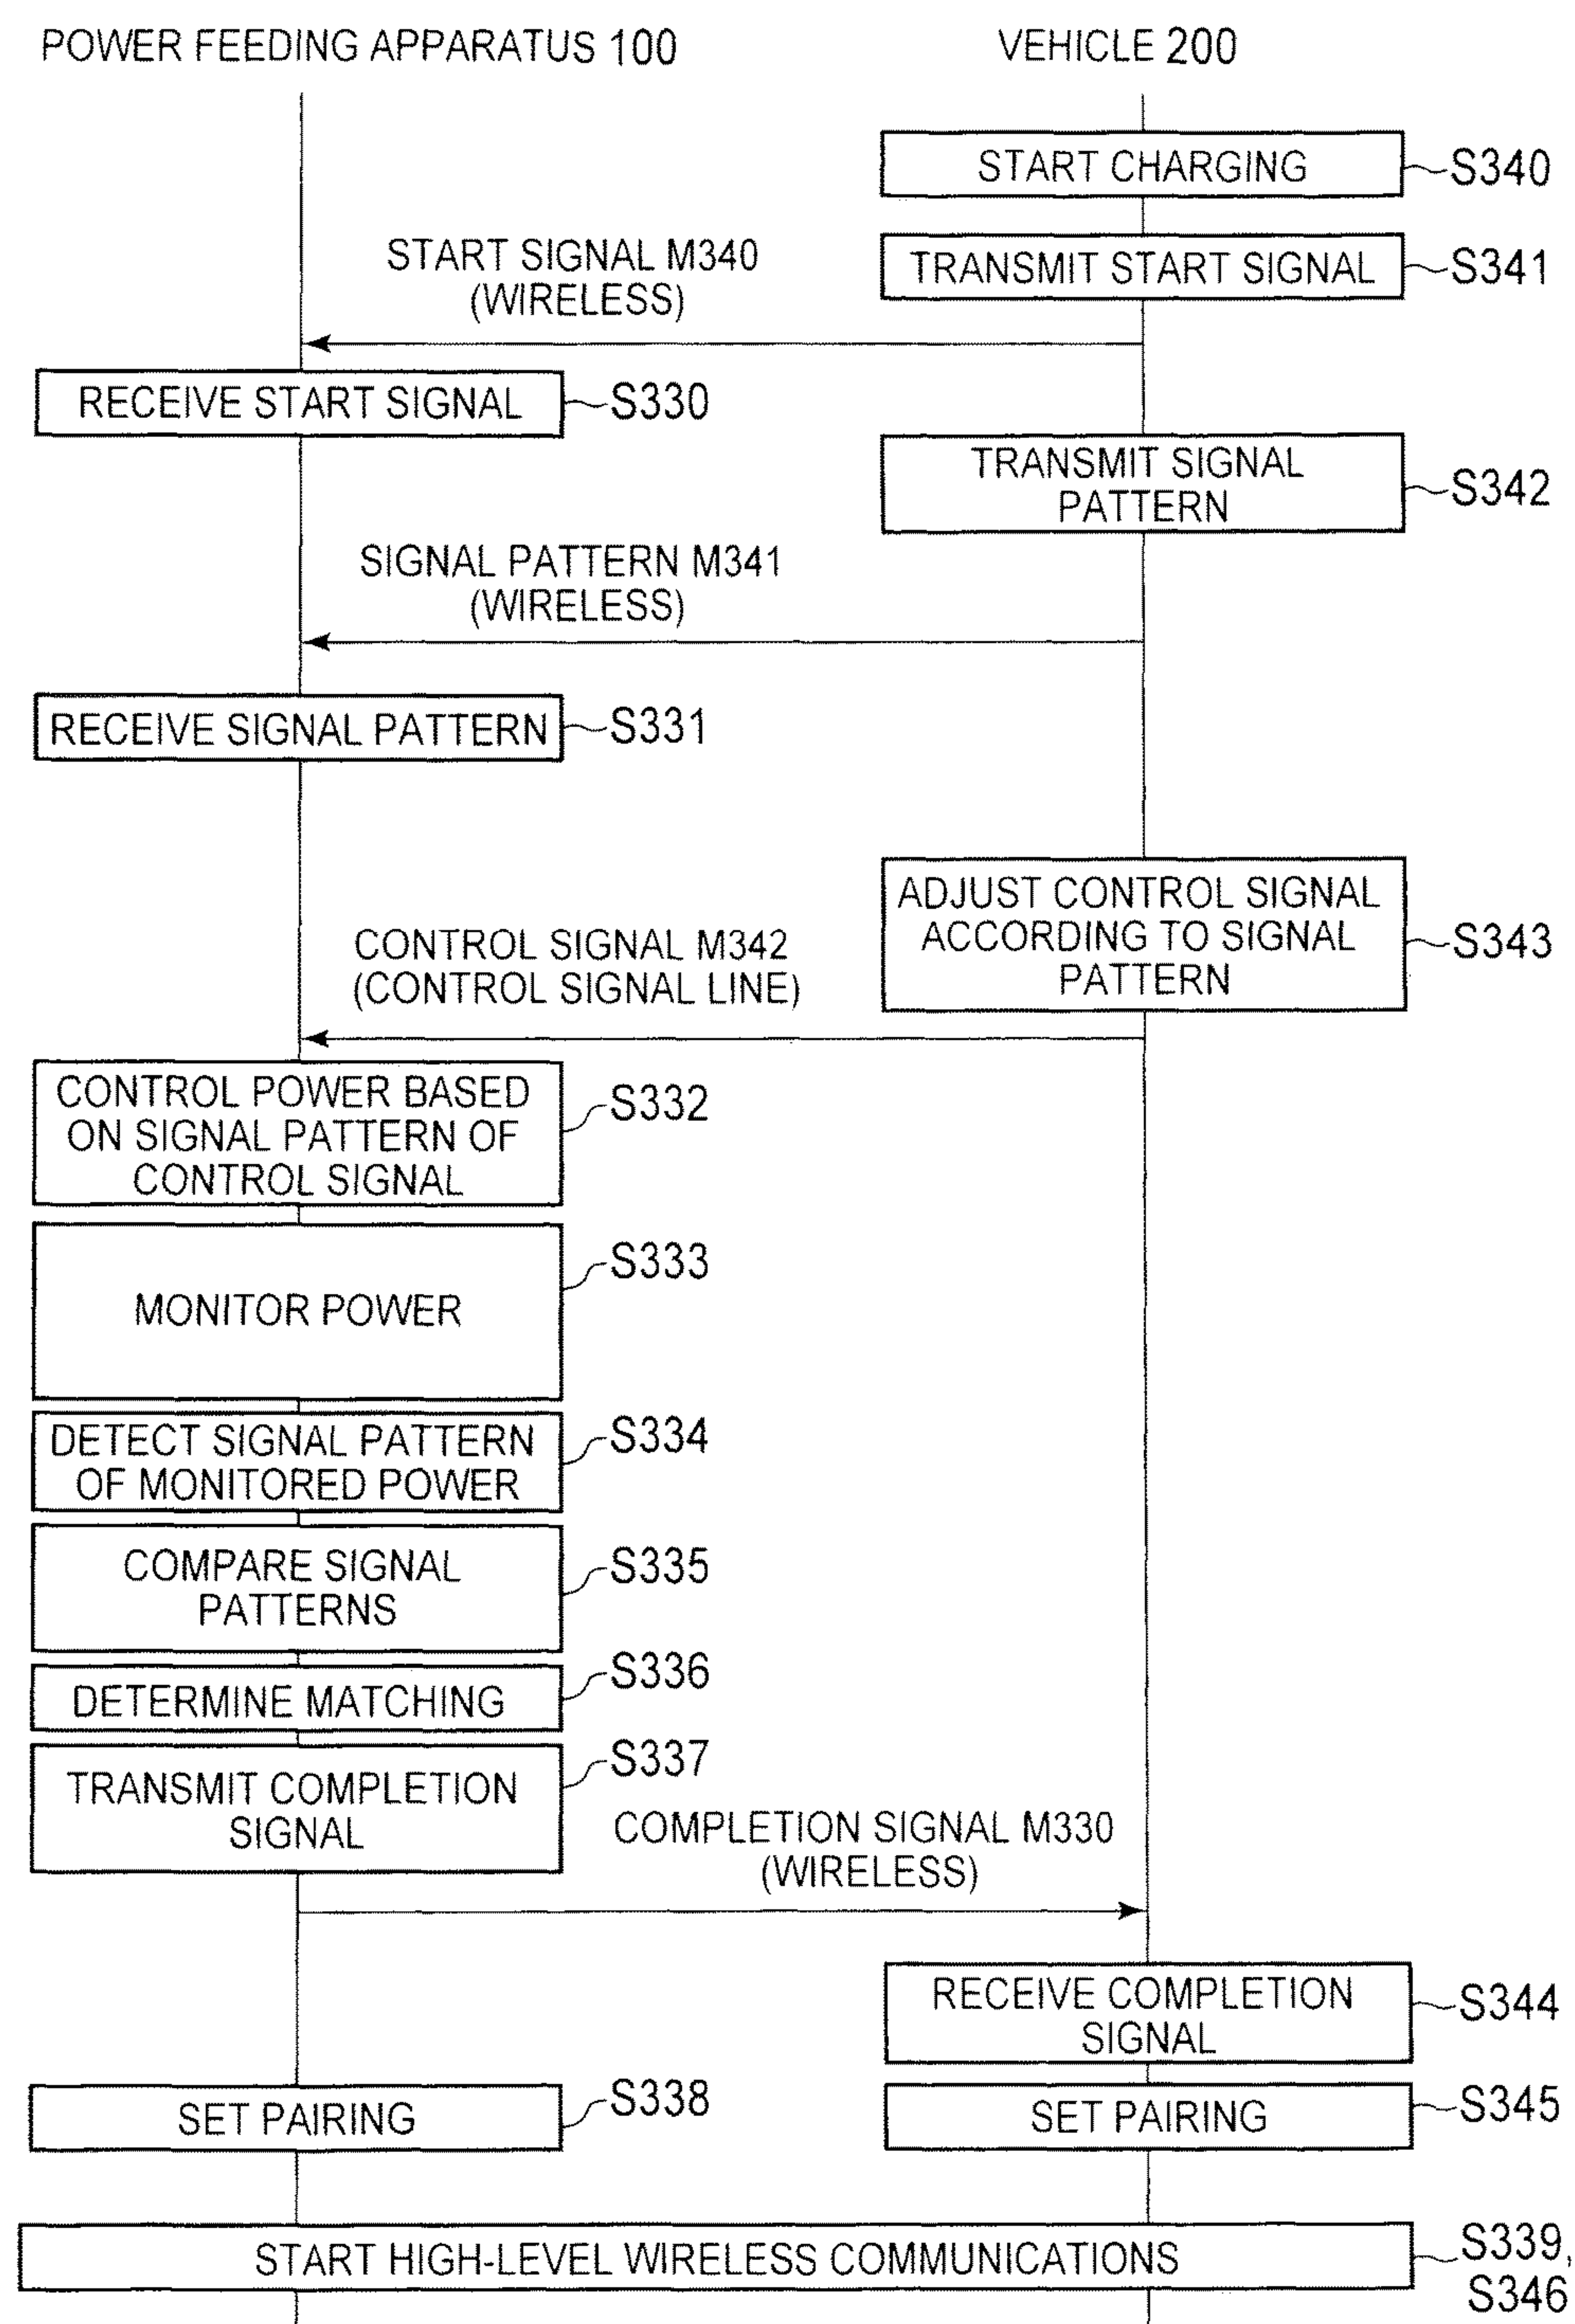 POWER FEEDING APPARATUS 100
VEHICLE 200
START CHARGING
S340
TRANSMIT START SIGNAL
S341
START SIGNAL M340
(WIRELESS)
RECEIVE START SIGNAL
S330
TRANSMIT SIGNAL
PATTERN
S342
SIGNAL PATTERN M341
(WIRELESS)
RECEIVE SIGNAL PATTERN
S331
ADJUST CONTROL SIGNAL
ACCORDING TO SIGNAL
PATTERN
S343
CONTROL SIGNAL M342
(CONTROL SIGNAL LINE)
CONTROL POWER BASED
ON SIGNAL PATTERN OF
CONTROL SIGNAL
S332
MONITOR POWER
S333
DETECT SIGNAL PATTERN
OF MONITORED POWER
S334
COMPARE SIGNAL
PATTERNS
S335
DETERMINE MATCHING
S336
TRANSMIT COMPLETION
SIGNAL
S337
COMPLETION SIGNAL M330
(WIRELESS)
RECEIVE COMPLETION
SIGNAL
S344
SET PAIRING
S338
SET PAIRING
S345
START HIGH-LEVEL WIRELESS COMMUNICATIONS
S339,
S346